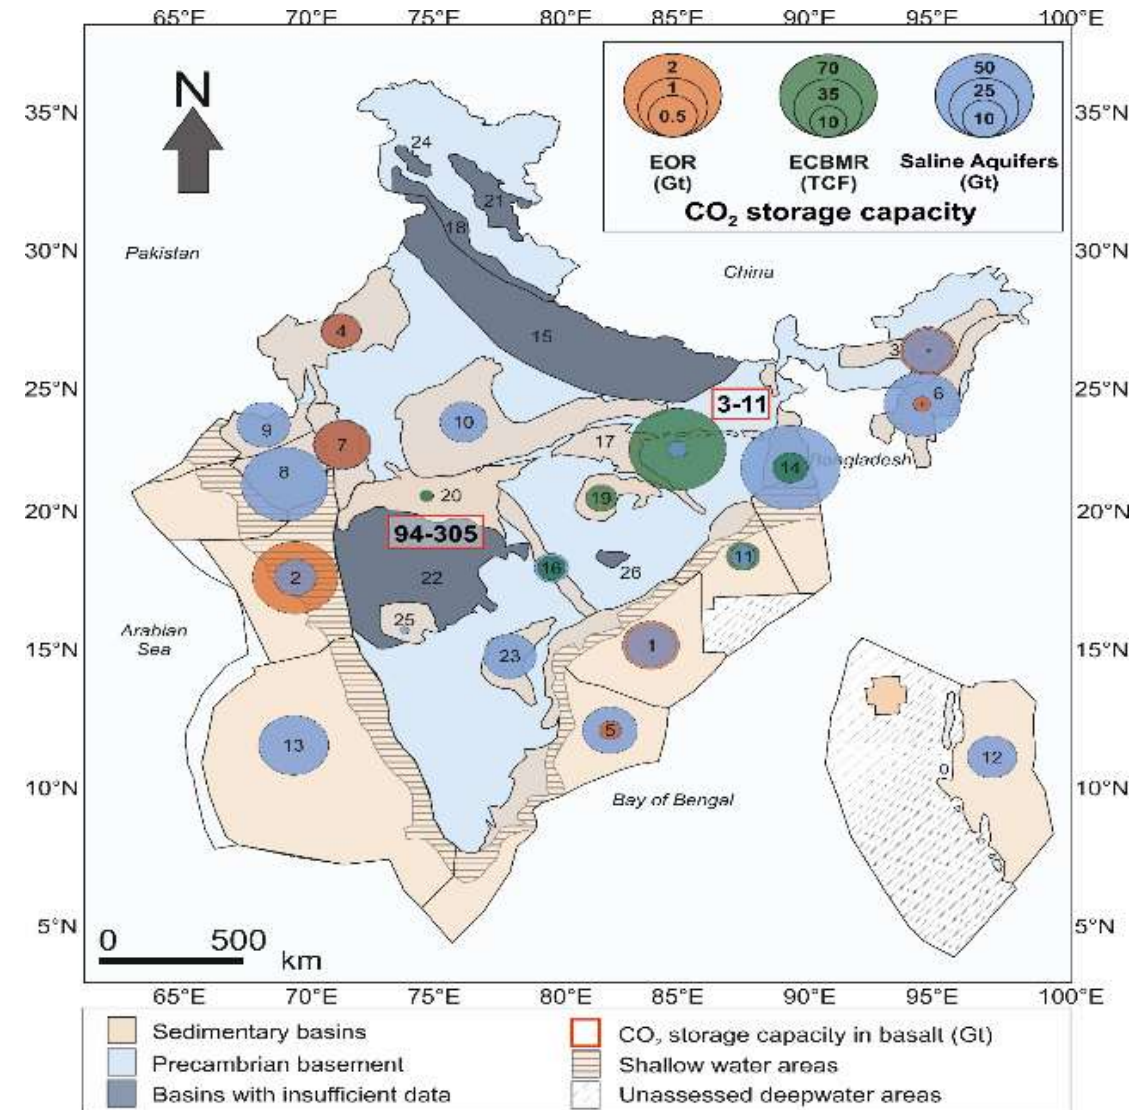 65°E 70°E 75°E 80°E 85°E 90°E 95°E 100°E
N
2 70 50
1 35 25
0.5 10 10
EOR ECBMR Saline Aquifers
(Gt) (TCF) (Gt)
CO₂ storage capacity
35°N 35°N
24
21
18
30°N 30°N
Pakistan
China
15
4
3
25°N 25°N
3-11
6
9 10
7
17
8
14 Bangladesh
20 19
20°N 20°N
94-305
11
16
2 22 26
25
Arabian
Sea
1
15°N 15°N
23
5
13
12
10°N 10°N
Bay of Bengal
5°N 5°N
0 500
km
65°E 70°E 75°E 80°E 85°E 90°E 95°E 100°E
Sedimentary basins
Precambrian basement
Basins with insufficient data
CO₂ storage capacity in basalt (Gt)
Shallow water areas
Unassessed deepwater areas